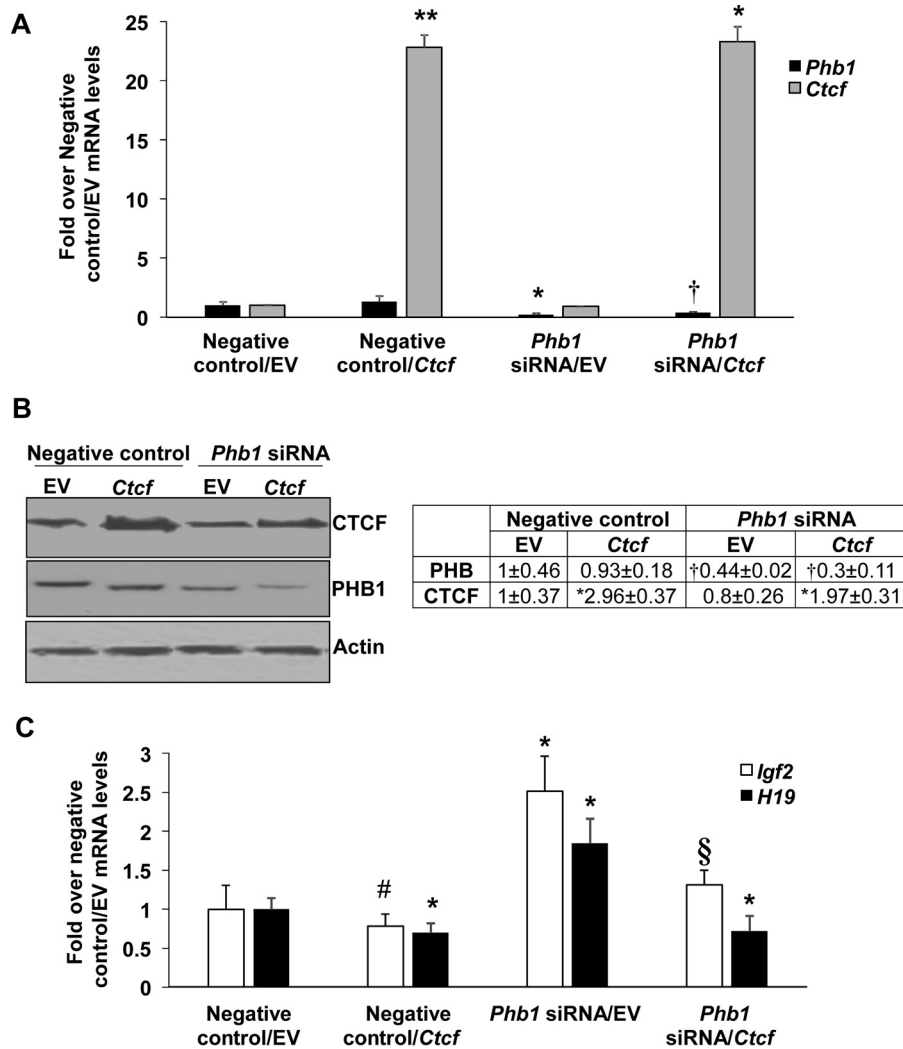 A
Fold over Negative
control/EV mRNA levels
25
20
15
10
5
0
**
*
*
†
Phb1
Ctcf
Negative
control/EV
Negative
control/Ctcf
Phb1
siRNA/EV
Phb1
siRNA/Ctcf
B
Negative control Phb1 siRNA
EV Ctcf EV Ctcf
CTCF
PHB1
Actin
Negative control Phb1 siRNA
EV Ctcf EV Ctcf
PHB 1±0.46 0.93±0.18 †0.44±0.02 †0.3±0.11
CTCF 1±0.37 *2.96±0.37 0.8±0.26 *1.97±0.31
C
Fold over negative
control/EV mRNA levels
3
2.5
2
1.5
1
0.5
0
#
*
*
*
§
*
Igf2
H19
Negative
control/EV
Negative
control/Ctcf
Phb1 siRNA/EV
Phb1
siRNA/Ctcf